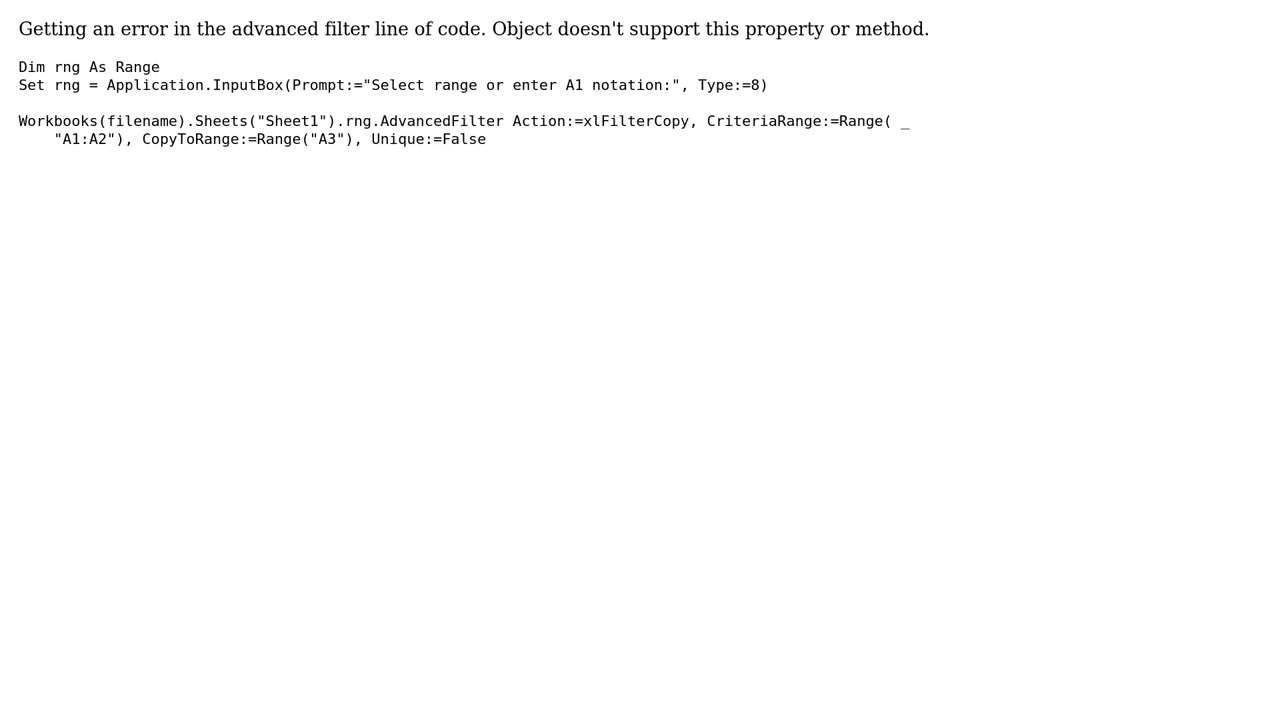 Getting an error in the advanced filter line of code. Object doesn't support this property or method.
Dim rng As Range
Set rng = Application.InputBox(Prompt:="Select range or enter A1 notation:", Type:=8)
Workbooks(filename).Sheets("Sheet1").rng.AdvancedFilter Action:=xlFilterCopy, CriteriaRange:=Range( _
    "A1:A2"), CopyToRange:=Range("A3"), Unique:=False